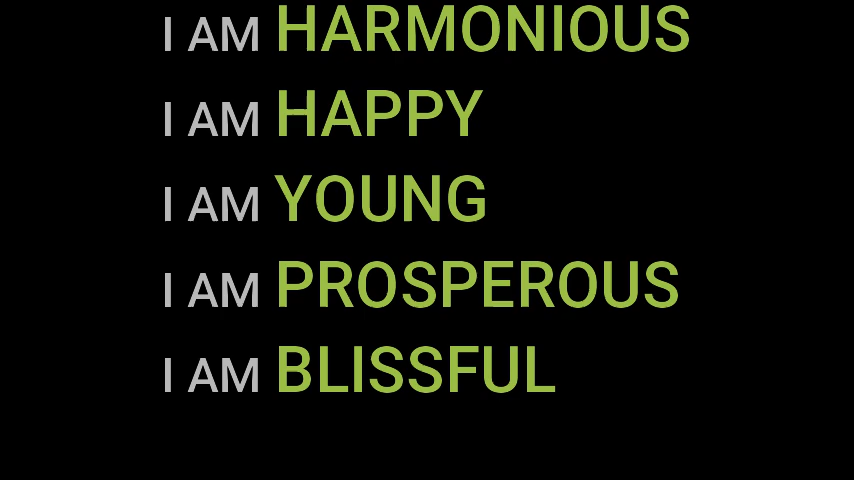 I AM HARMONIOUS
I AM HAPPY
I AM YOUNG
I AM PROSPEROUS
I AM BLISSFUL